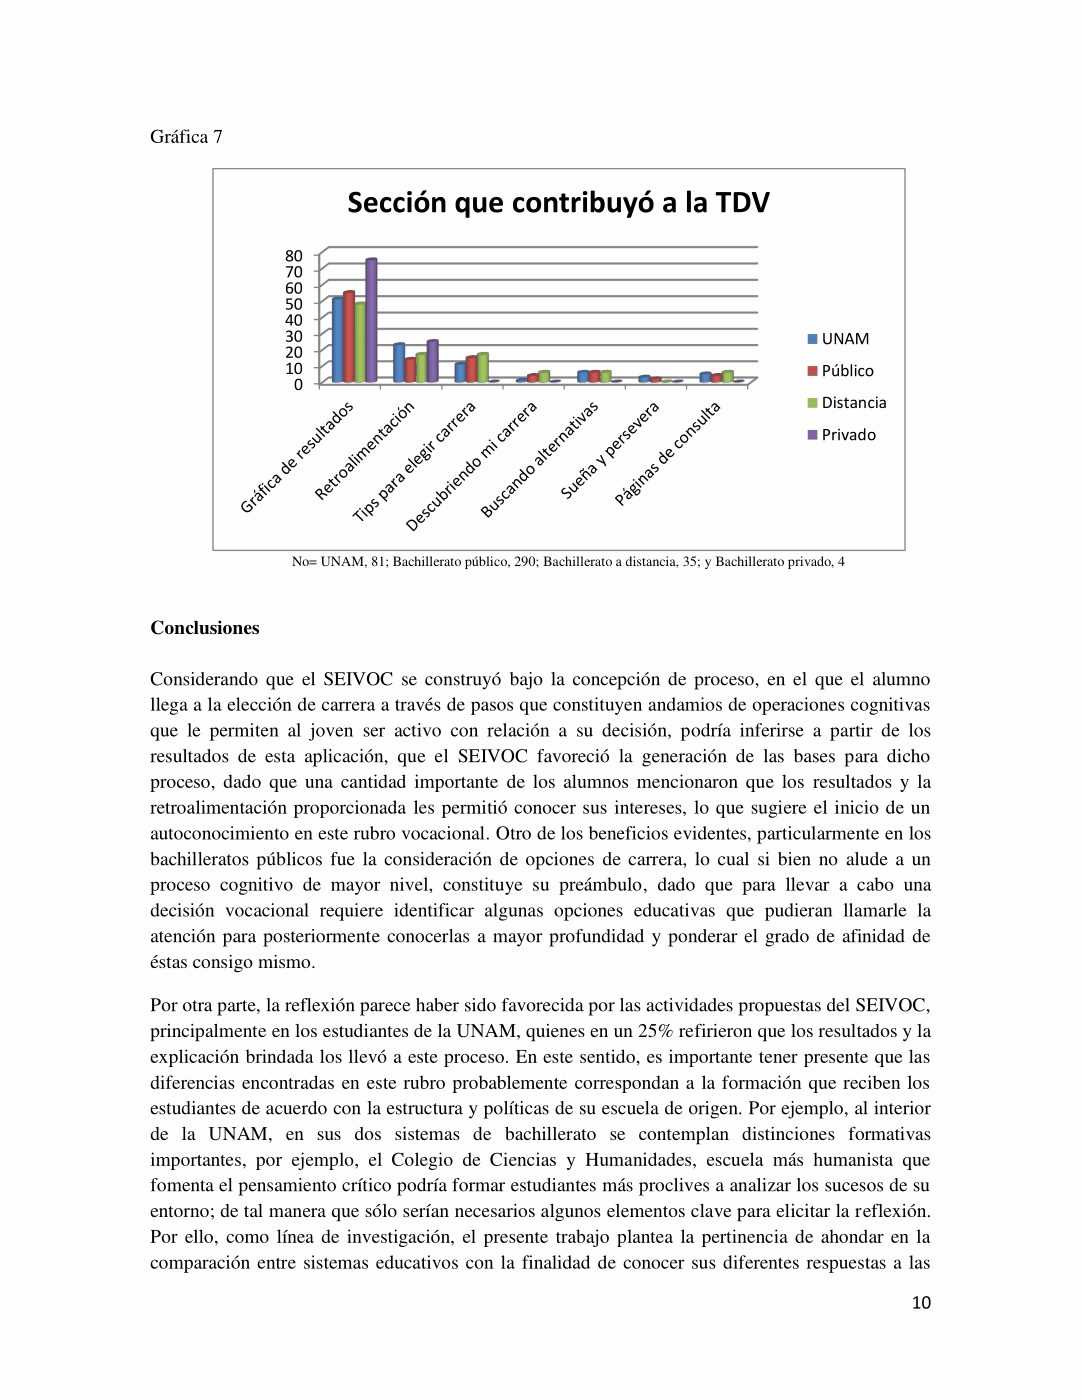 Gráfica 7
Sección que contribuyó a la TDV
80
70
60
50
40
30
20
10
0
Gráfica de resultados
Retroalimentación
Tips para elegir carrera
Descubriendo mi carrera
Buscando alternativas
Sueña y persevera
Páginas de consulta
UNAM
Público
Distancia
Privado
No= UNAM, 81; Bachillerato público, 290; Bachillerato a distancia, 35; y Bachillerato privado, 4
Conclusiones
Considerando que el SEIVOC se construyó bajo la concepción de proceso, en el que el alumno
llega a la elección de carrera a través de pasos que constituyen andamios de operaciones cognitivas
que le permiten al joven ser activo con relación a su decisión, podría inferirse a partir de los
resultados de esta aplicación, que el SEIVOC favoreció la generación de las bases para dicho
proceso, dado que una cantidad importante de los alumnos mencionaron que los resultados y la
retroalimentación proporcionada les permitió conocer sus intereses, lo que sugiere el inicio de un
autoconocimiento en este rubro vocacional. Otro de los beneficios evidentes, particularmente en los
bachilleratos públicos fue la consideración de opciones de carrera, lo cual si bien no alude a un
proceso cognitivo de mayor nivel, constituye su preámbulo, dado que para llevar a cabo una
decisión vocacional requiere identificar algunas opciones educativas que pudieran llamarle la
atención para posteriormente conocerlas a mayor profundidad y ponderar el grado de afinidad de
éstas consigo mismo.
Por otra parte, la reflexión parece haber sido favorecida por las actividades propuestas del SEIVOC,
principalmente en los estudiantes de la UNAM, quienes en un 25% refirieron que los resultados y la
explicación brindada los llevó a este proceso. En este sentido, es importante tener presente que las
diferencias encontradas en este rubro probablemente correspondan a la formación que reciben los
estudiantes de acuerdo con la estructura y políticas de su escuela de origen. Por ejemplo, al interior
de la UNAM, en sus dos sistemas de bachillerato se contemplan distinciones formativas
importantes, por ejemplo, el Colegio de Ciencias y Humanidades, escuela más humanista que
fomenta el pensamiento crítico podría formar estudiantes más proclives a analizar los sucesos de su
entorno; de tal manera que sólo serían necesarios algunos elementos clave para elicitar la reflexión.
Por ello, como línea de investigación, el presente trabajo plantea la pertinencia de ahondar en la
comparación entre sistemas educativos con la finalidad de conocer sus diferentes respuestas a las
10